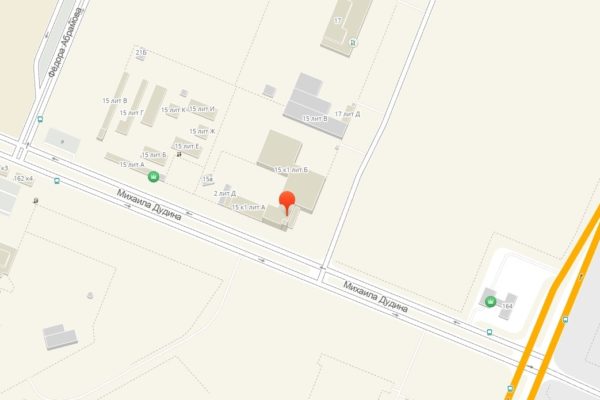 17
Фёдора Абрамова
21Б
15 лит В
15 лит Г
15 лит К
15 лит И
15 лит В
17 лит Д
15 лит Ж
15 лит Е
15 лит Б
15 лит А
162 к4
15 к1 лит Б
15в
2 лит Д
15 к1 лит А
Михаила Дудина
Михаила Дудина
164